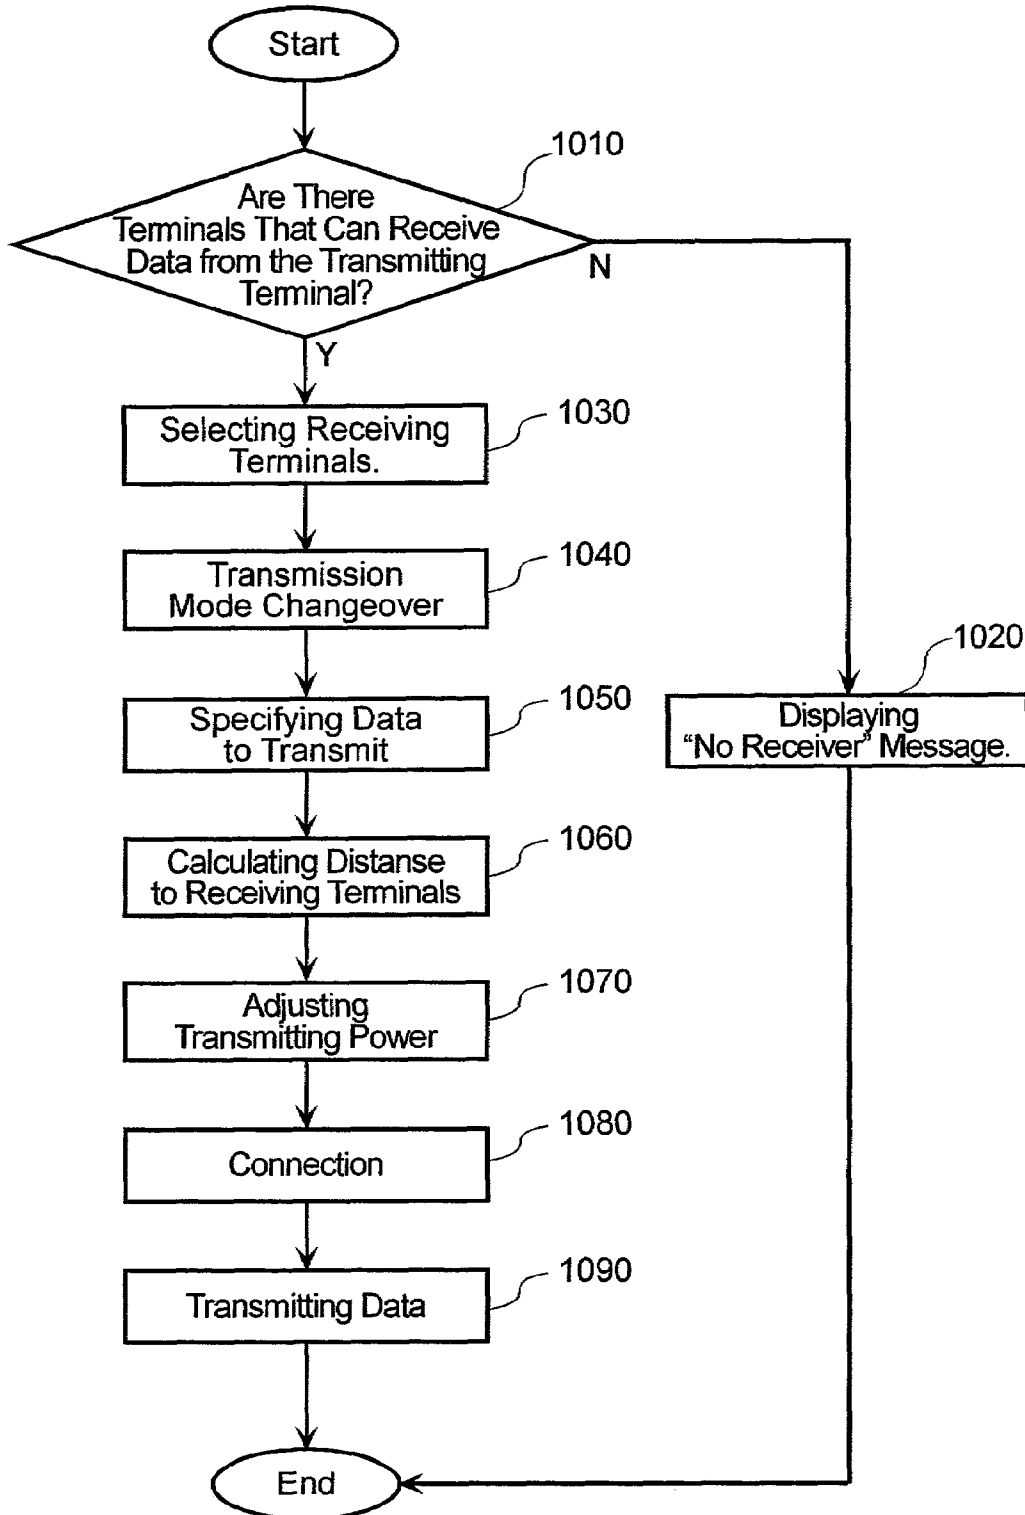 Start
1010
Are There
Terminals That Can Receive
Data from the Transmitting
Terminal?
N
Y
1030
Selecting Receiving
Terminals.
1040
Transmission
Mode Changeover
1020
1050
Specifying Data
to Transmit
Displaying
“No Receiver” Message.
1060
Calculating Distanse
to Receiving Terminals
1070
Adjusting
Transmitting Power
1080
Connection
1090
Transmitting Data
End